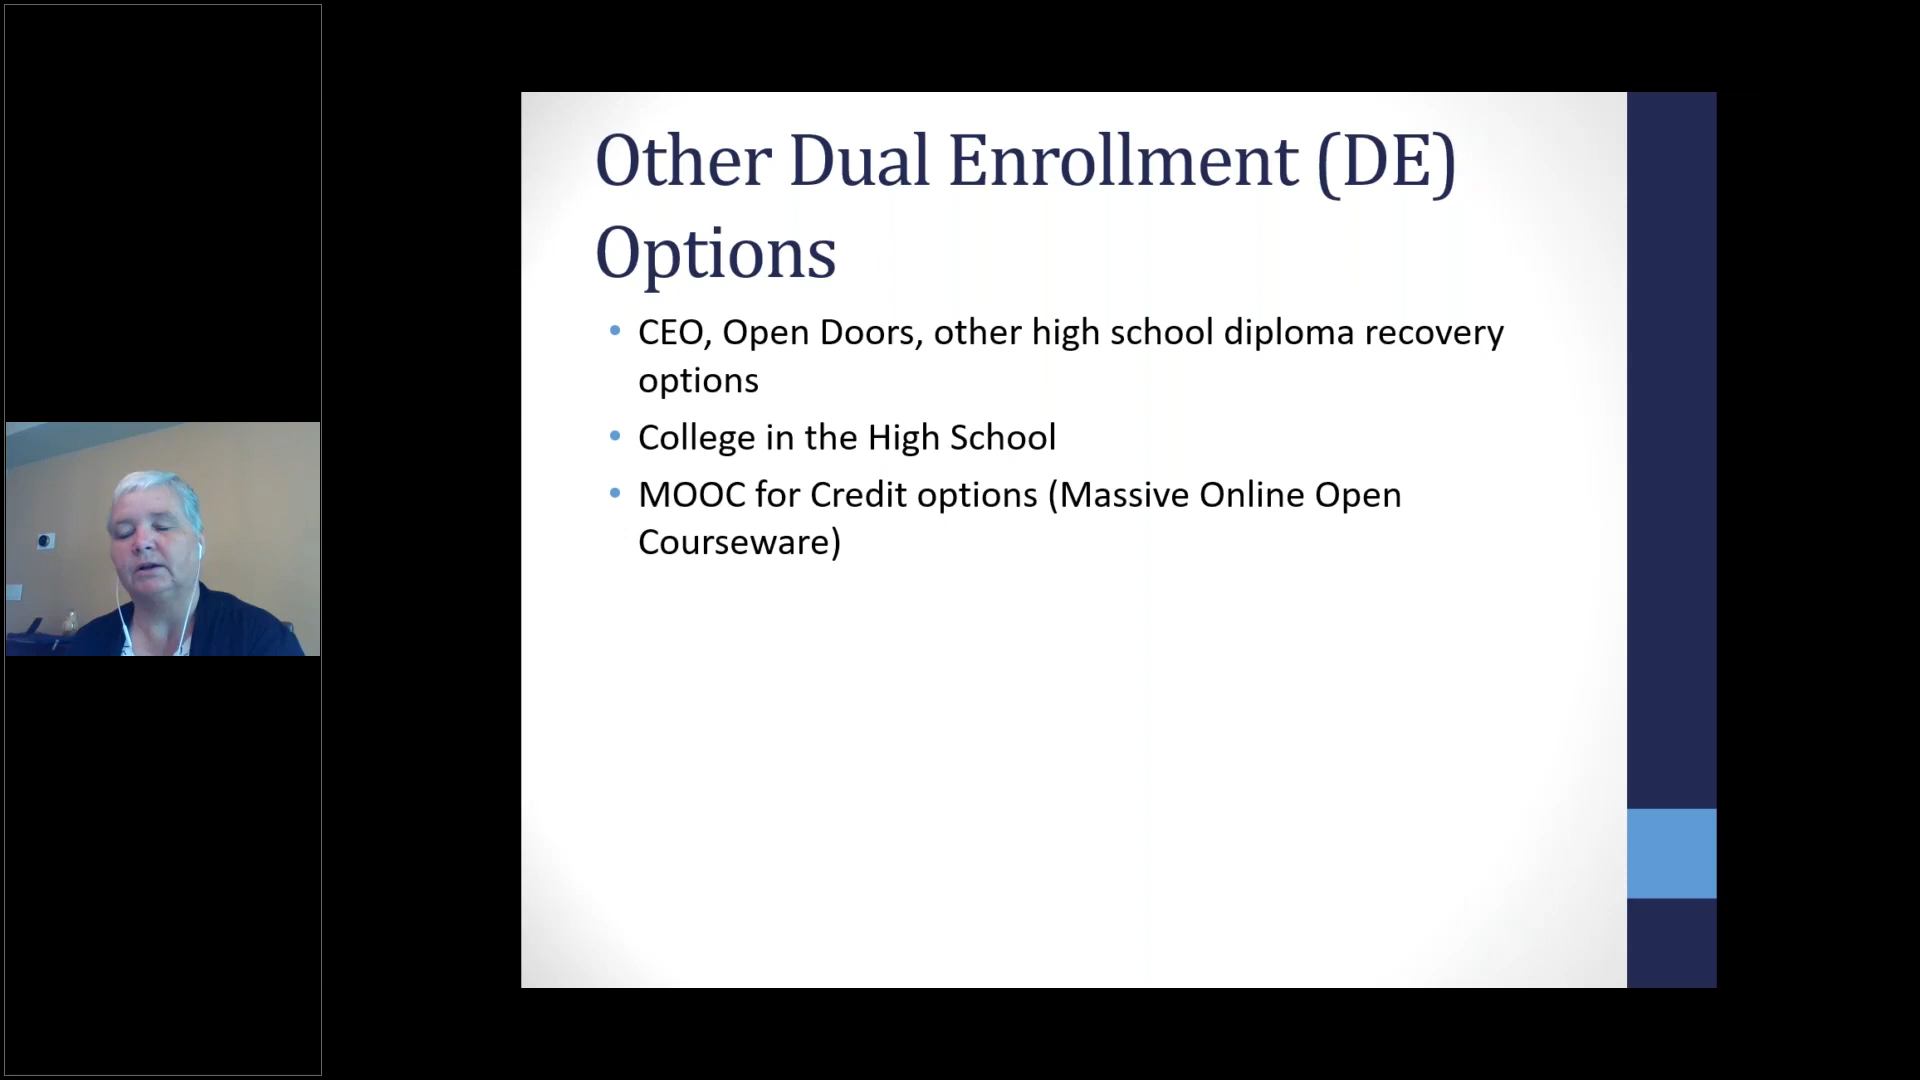 Other Dual Enrollment (DE)
Options
• CEO, Open Doors, other high school diploma recovery
options
• College in the High School
• MOOC for Credit options (Massive Online Open
Courseware)